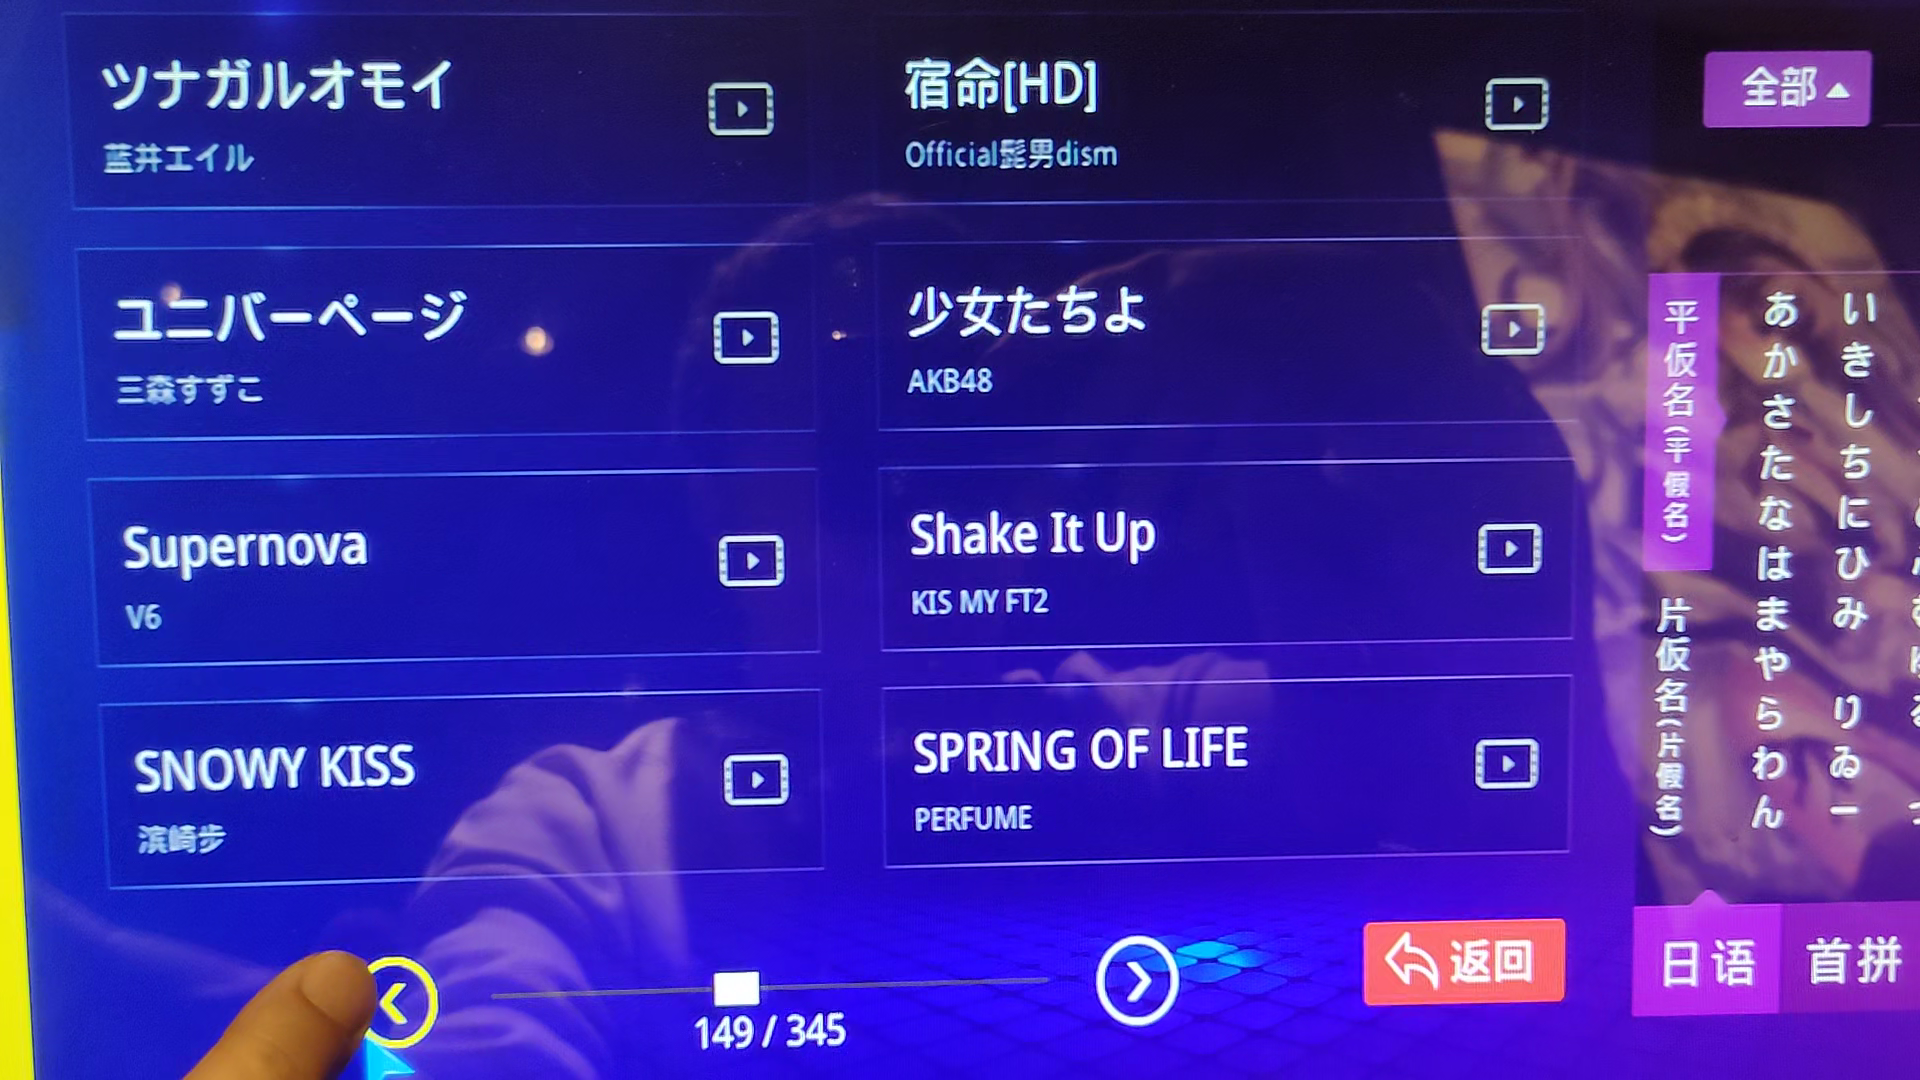 ツナガルオモイ
蓝井エイル
宿命[HD]
Official髭男dism
ユニバーページ
三森すずこ
少女たちよ
AKB48
Supernova
V6
Shake It Up
KIS MY FT2
SNOWY KISS
滨崎步
SPRING OF LIFE
PERFUME
149 / 345
返回
全部
平仮名(平假名)
片仮名(片假名)
あかさたなはまやらわん
いきしちにひみ りゐー
日语
首拼